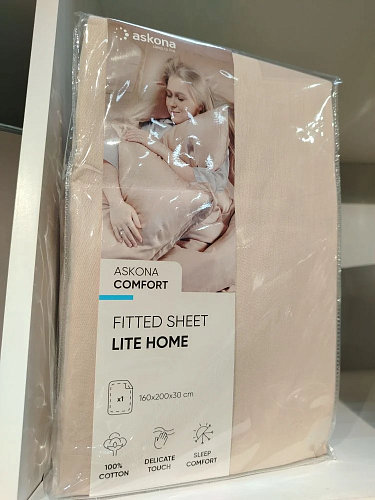 askona
ASKONA
COMFORT
FITTED SHEET
LITE HOME
x1
160x200x30 cm
100%
COTTON
DELICATE
TOUCH
SLEEP
COMFORT